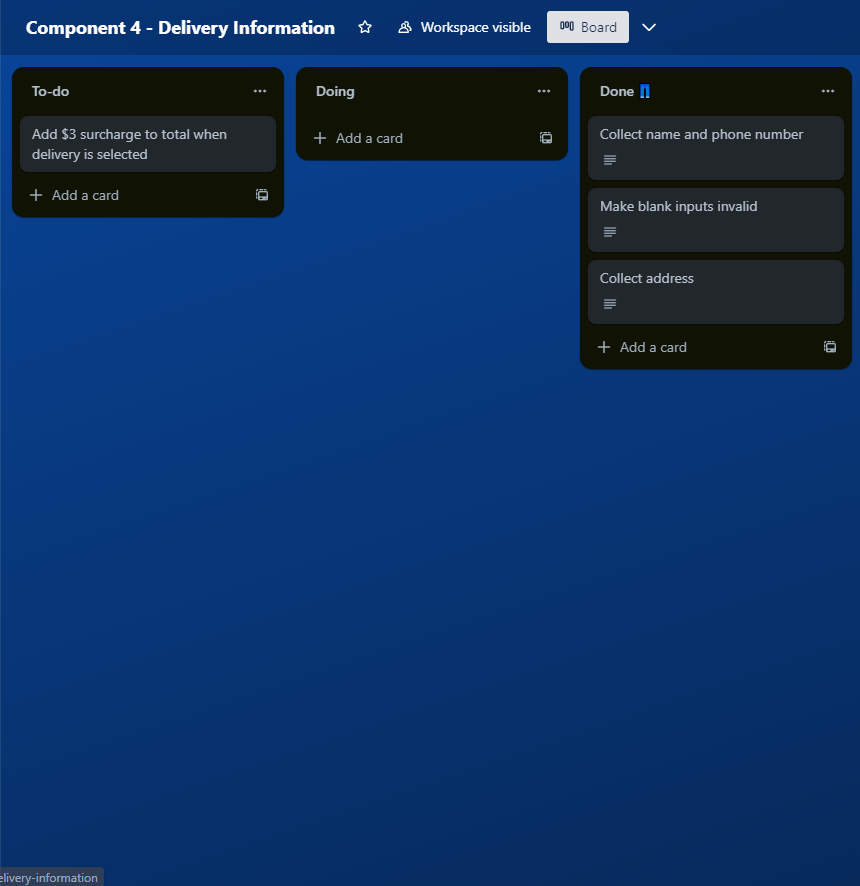 Component 4 - Delivery Information
Workspace visible
Board
To-do
Add $3 surcharge to total when
delivery is selected
Add a card
Doing
Add a card
Done 👖
Collect name and phone number
Make blank inputs invalid
Collect address
Add a card
elivery-information